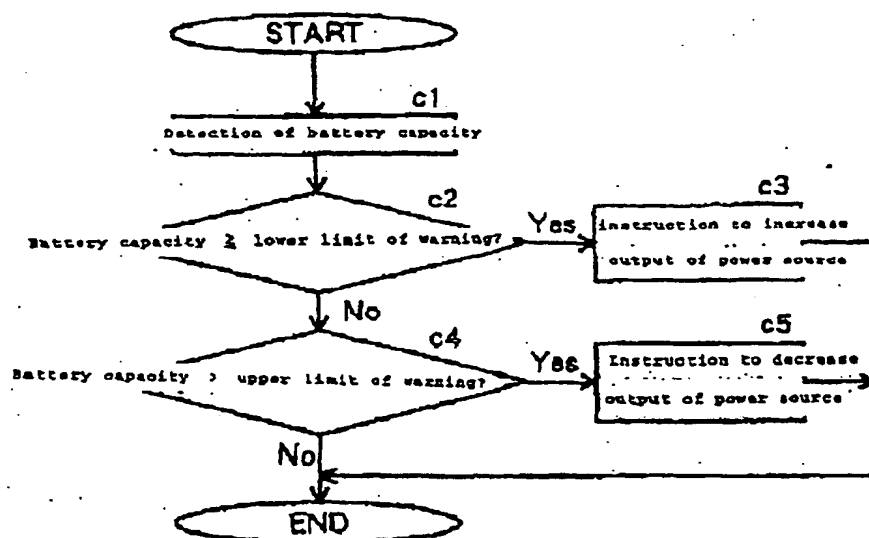 START
c1
Detection of battery capacity
c2
Battery capacity ≧ lower limit of warning?
Yes
c3
instruction to increase
output of power source
No
c4
Battery capacity > upper limit of warning?
Yes
c5
Instruction to decrease
output of power source
No
END